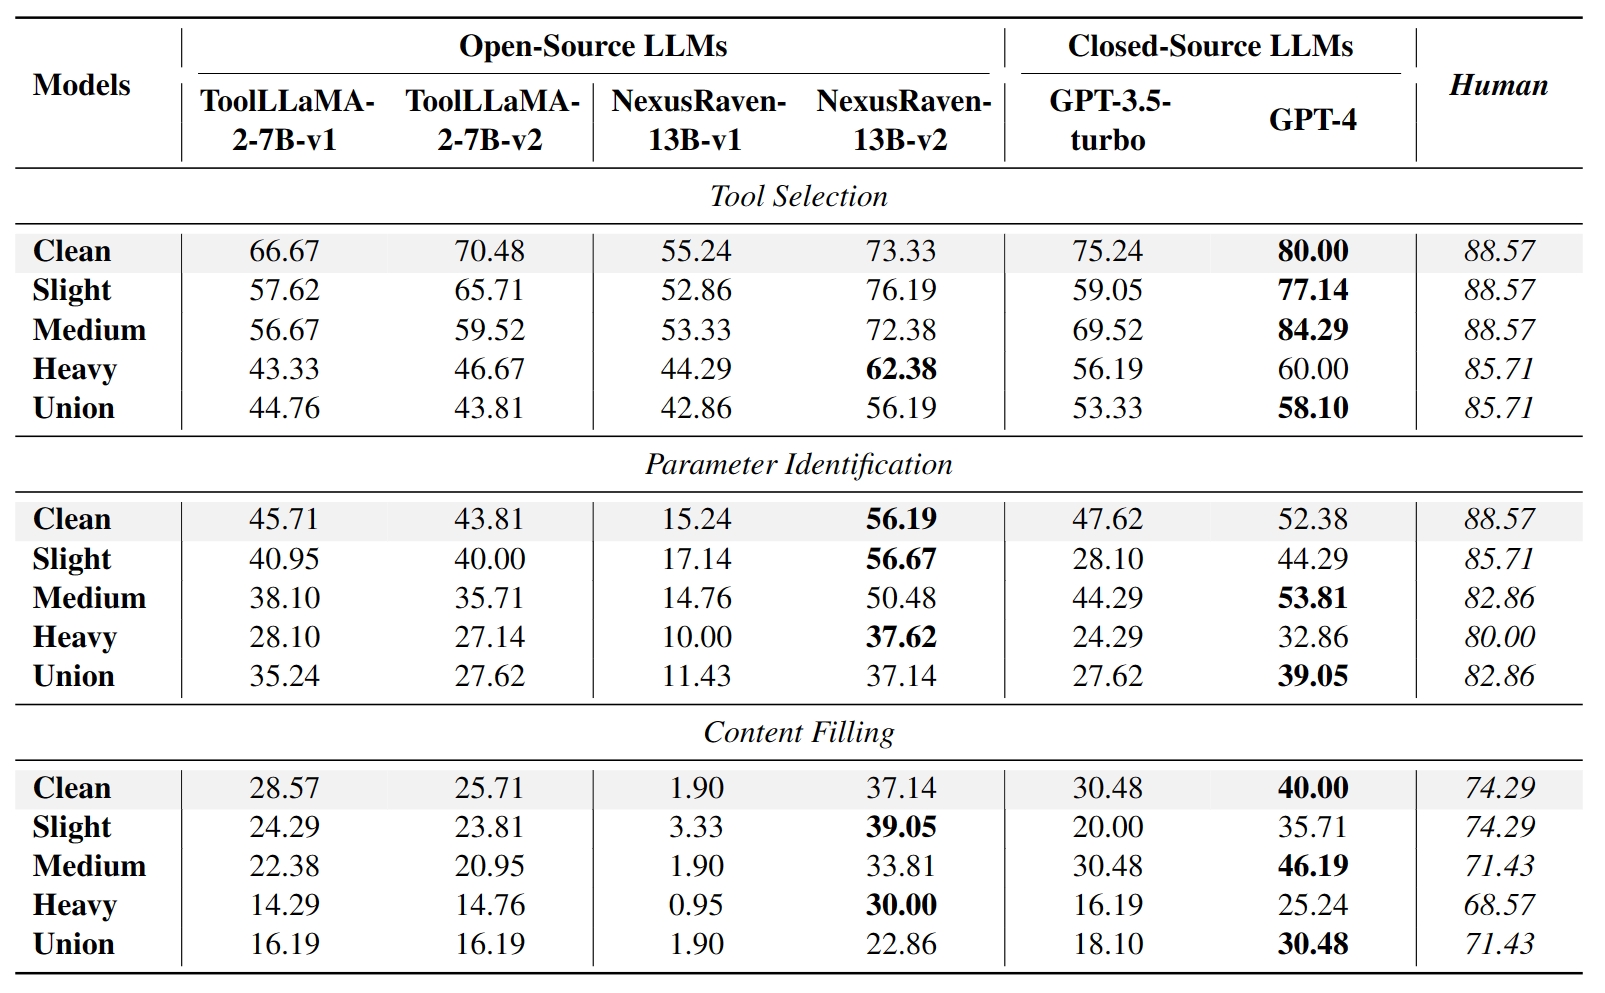 Models Open-Source LLMs Closed-Source LLMs Human
ToolLLaMA-2-7B-v1 ToolLLaMA-2-7B-v2 NexusRaven-13B-v1 NexusRaven-13B-v2 GPT-3.5-turbo GPT-4
Tool Selection
Clean 66.67 70.48 55.24 73.33 75.24 80.00 88.57
Slight 57.62 65.71 52.86 76.19 59.05 77.14 88.57
Medium 56.67 59.52 53.33 72.38 69.52 84.29 88.57
Heavy 43.33 46.67 44.29 62.38 56.19 60.00 85.71
Union 44.76 43.81 42.86 56.19 53.33 58.10 85.71
Parameter Identification
Clean 45.71 43.81 15.24 56.19 47.62 52.38 88.57
Slight 40.95 40.00 17.14 56.67 28.10 44.29 85.71
Medium 38.10 35.71 14.76 50.48 44.29 53.81 82.86
Heavy 28.10 27.14 10.00 37.62 24.29 32.86 80.00
Union 35.24 27.62 11.43 37.14 27.62 39.05 82.86
Content Filling
Clean 28.57 25.71 1.90 37.14 30.48 40.00 74.29
Slight 24.29 23.81 3.33 39.05 20.00 35.71 74.29
Medium 22.38 20.95 1.90 33.81 30.48 46.19 71.43
Heavy 14.29 14.76 0.95 30.00 16.19 25.24 68.57
Union 16.19 16.19 1.90 22.86 18.10 30.48 71.43